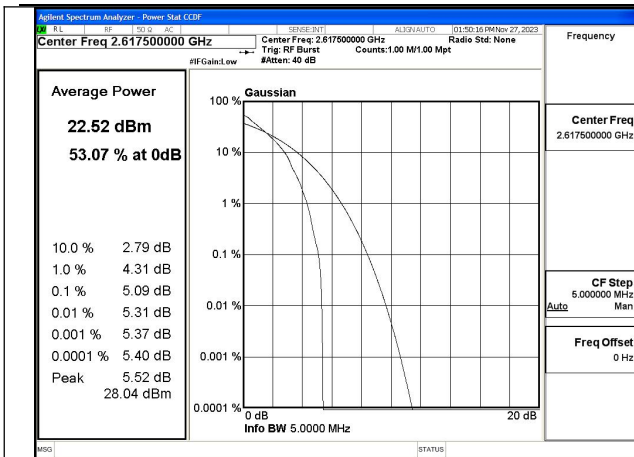 Agilent Spectrum Analyzer - Power Stat CCDF
RL RF 50 Ω AC SENSE:INT ALIGN AUTO 01:50:16 PM Nov 27, 2023
Center Freq 2.617500000 GHz
Center Freq: 2.617500000 GHz Radio Std: None
Trig: RF Burst Counts:1.00 M/1.00 Mpt
#IFGain:Low #Atten: 40 dB
Frequency
Average Power
22.52 dBm
53.07 % at 0dB
10.0 % 2.79 dB
1.0 % 4.31 dB
0.1 % 5.09 dB
0.01 % 5.31 dB
0.001 % 5.37 dB
0.0001 % 5.40 dB
Peak 5.52 dB
28.04 dBm
Gaussian
100 %
10 %
1 %
0.1 %
0.01 %
0.001 %
0.0001 %
0 dB 20 dB
Info BW 5.0000 MHz
Center Freq
2.617500000 GHz
CF Step
5.000000 MHz
Auto Man
Freq Offset
0 Hz
MSG STATUS